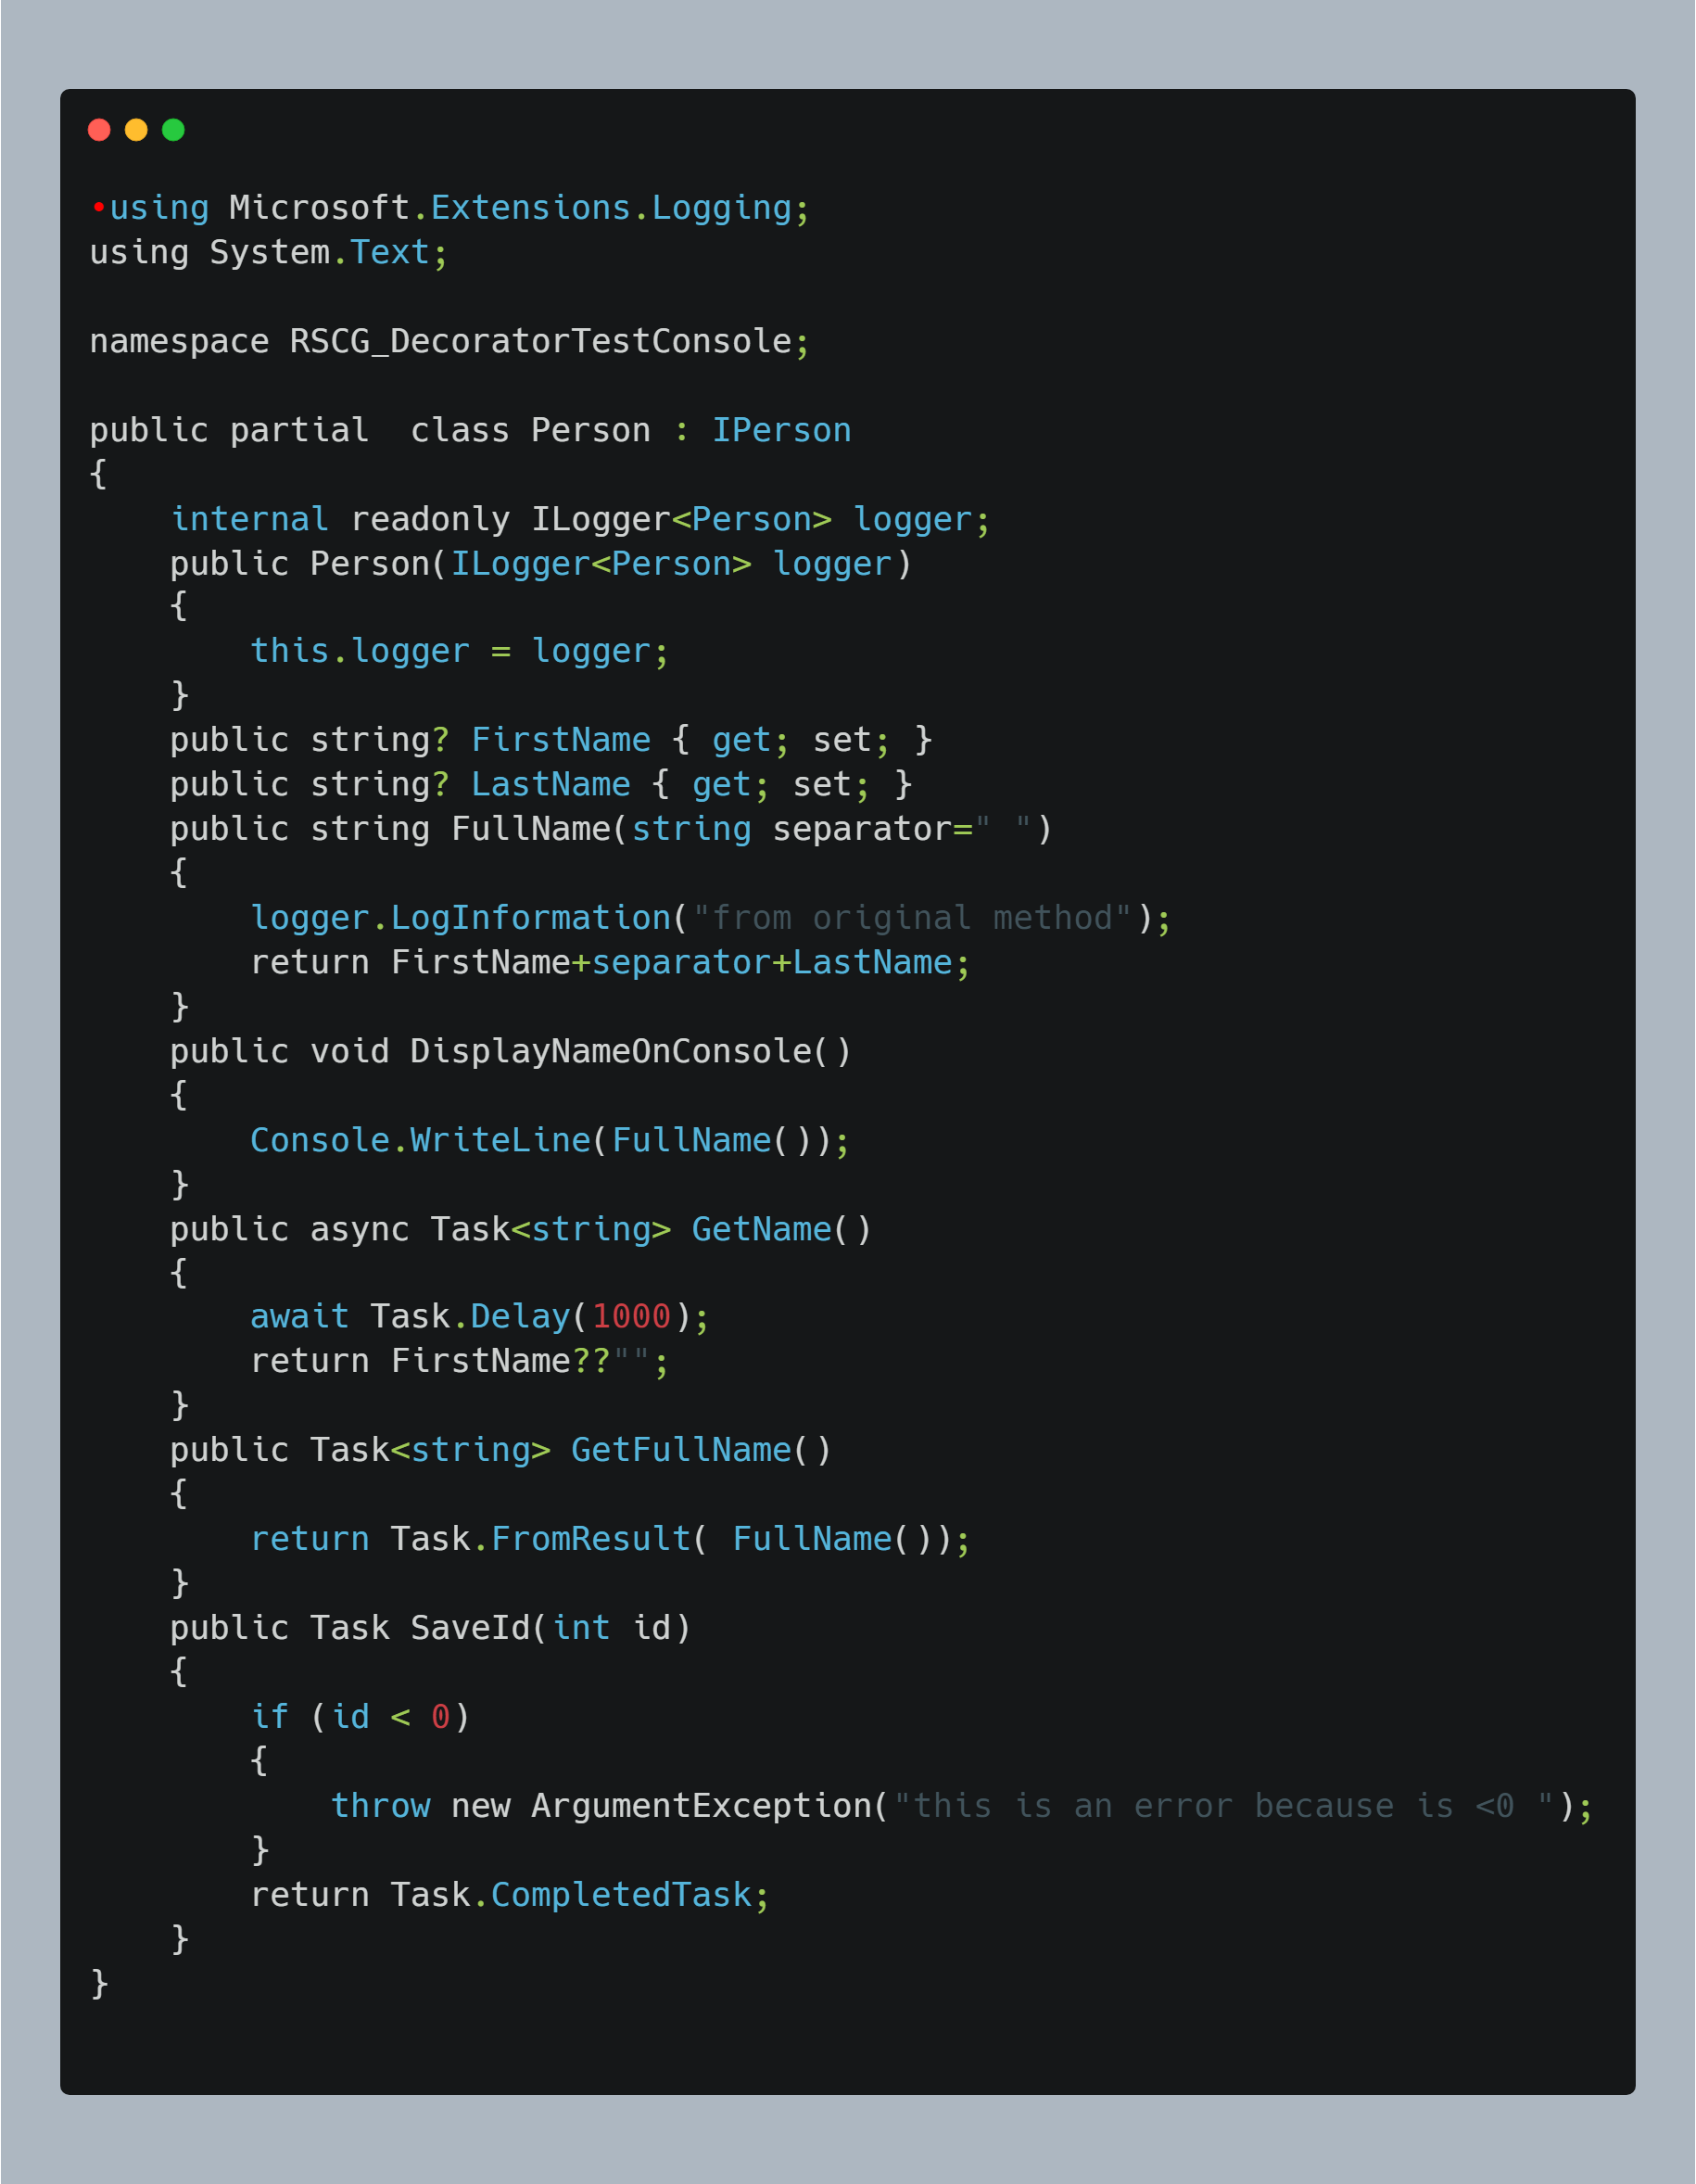 •using Microsoft.Extensions.Logging;
using System.Text;

namespace RSCG_DecoratorTestConsole;

public partial  class Person : IPerson
{
    internal readonly ILogger<Person> logger;
    public Person(ILogger<Person> logger)
    {
        this.logger = logger;
    }
    public string? FirstName { get; set; }
    public string? LastName { get; set; }
    public string FullName(string separator=" ")
    {
        logger.LogInformation("from original method");
        return FirstName+separator+LastName;
    }
    public void DisplayNameOnConsole()
    {
        Console.WriteLine(FullName());
    }
    public async Task<string> GetName()
    {
        await Task.Delay(1000);
        return FirstName??"";
    }
    public Task<string> GetFullName()
    {
        return Task.FromResult( FullName());
    }
    public Task SaveId(int id)
    {
        if (id < 0)
        {
            throw new ArgumentException("this is an error because is <0 ");
        }
        return Task.CompletedTask;
    }
}